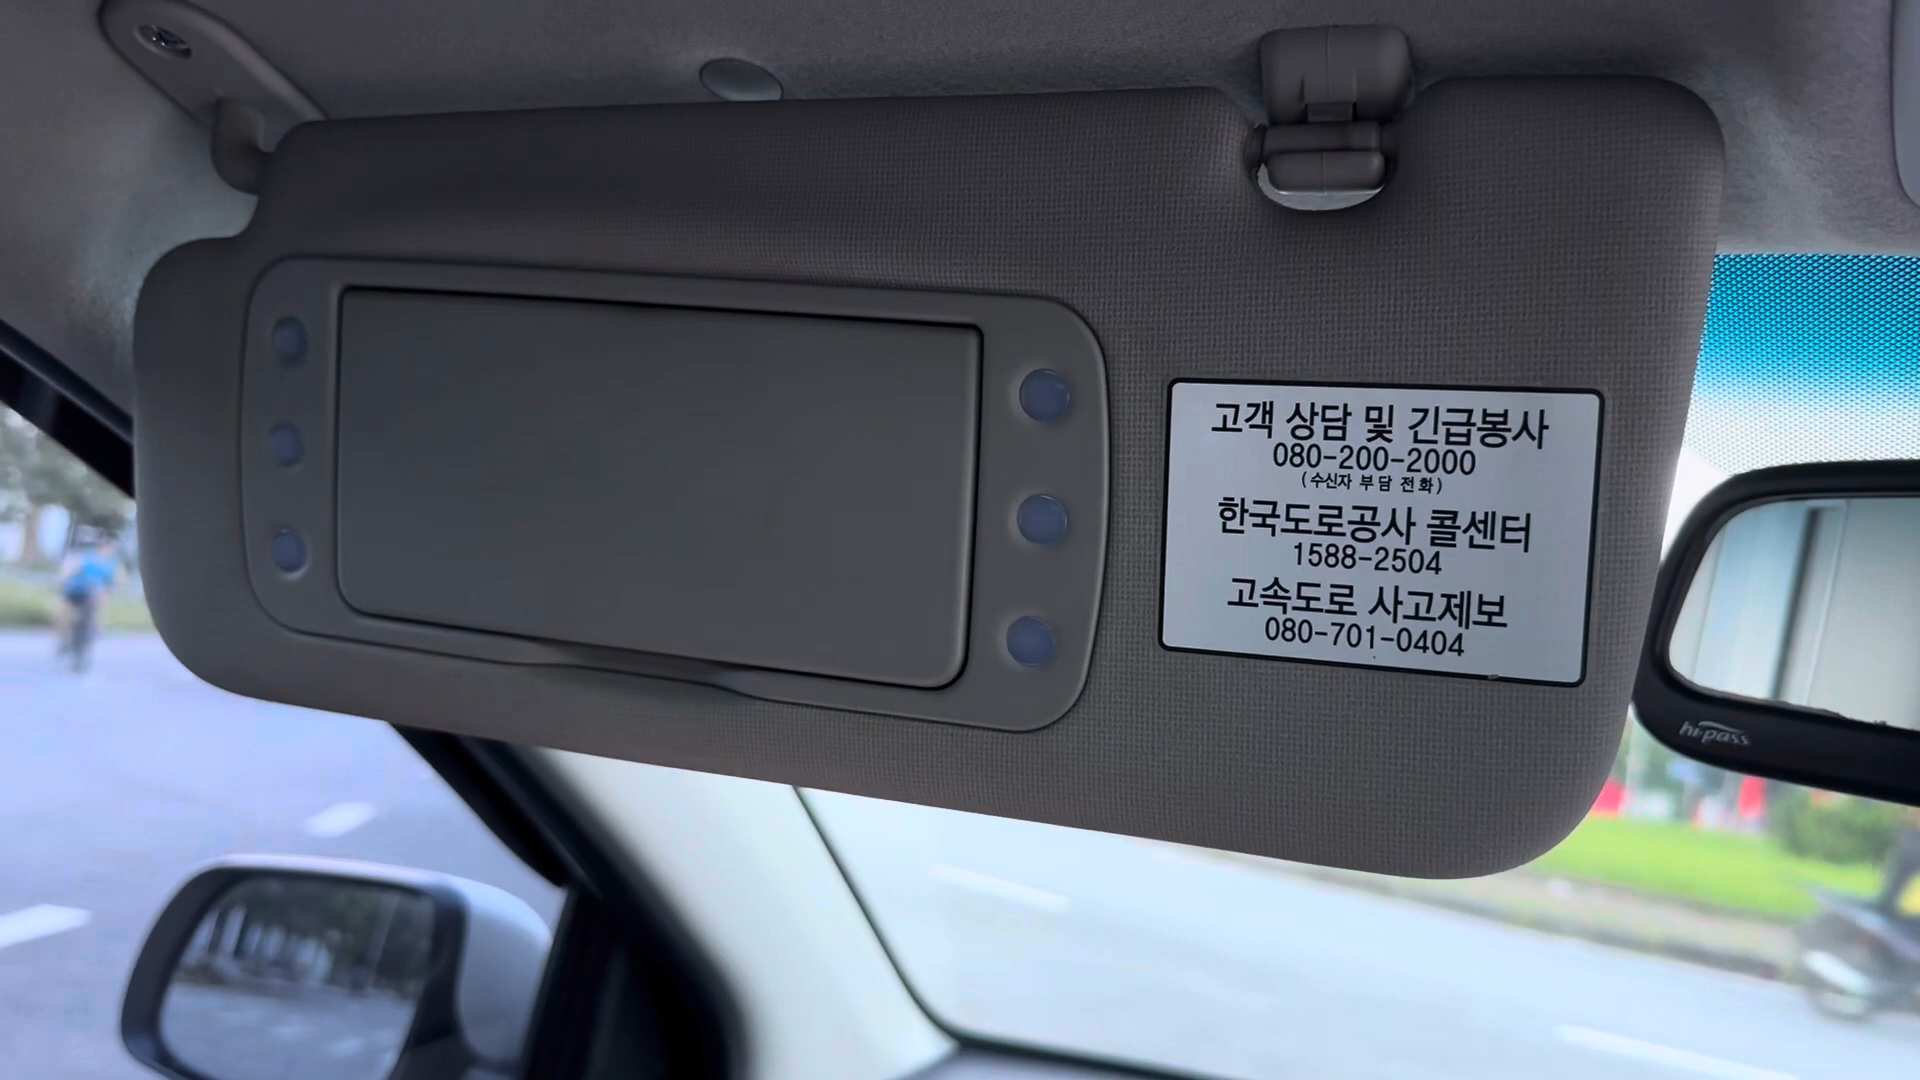 고객 상담 및 긴급봉사
080-200-2000
(수신자 부담 전화)
한국도로공사 콜센터
1588-2504
고속도로 사고제보
080-701-0404
hi-pass